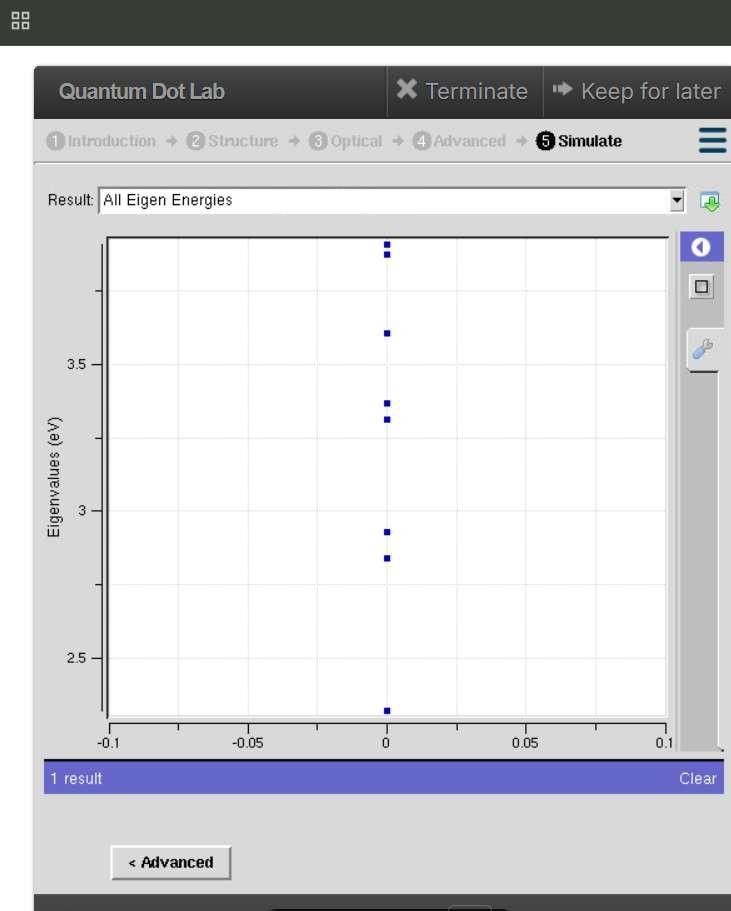 Quantum Dot Lab
Terminate
Keep for later
1 Introduction
2 Structure
3 Optical
4 Advanced
5 Simulate
Result: All Eigen Energies
Eigenvalues (eV)
3.5
3
2.5
-0.1
-0.05
0
0.05
0.1
1 result
Clear
< Advanced